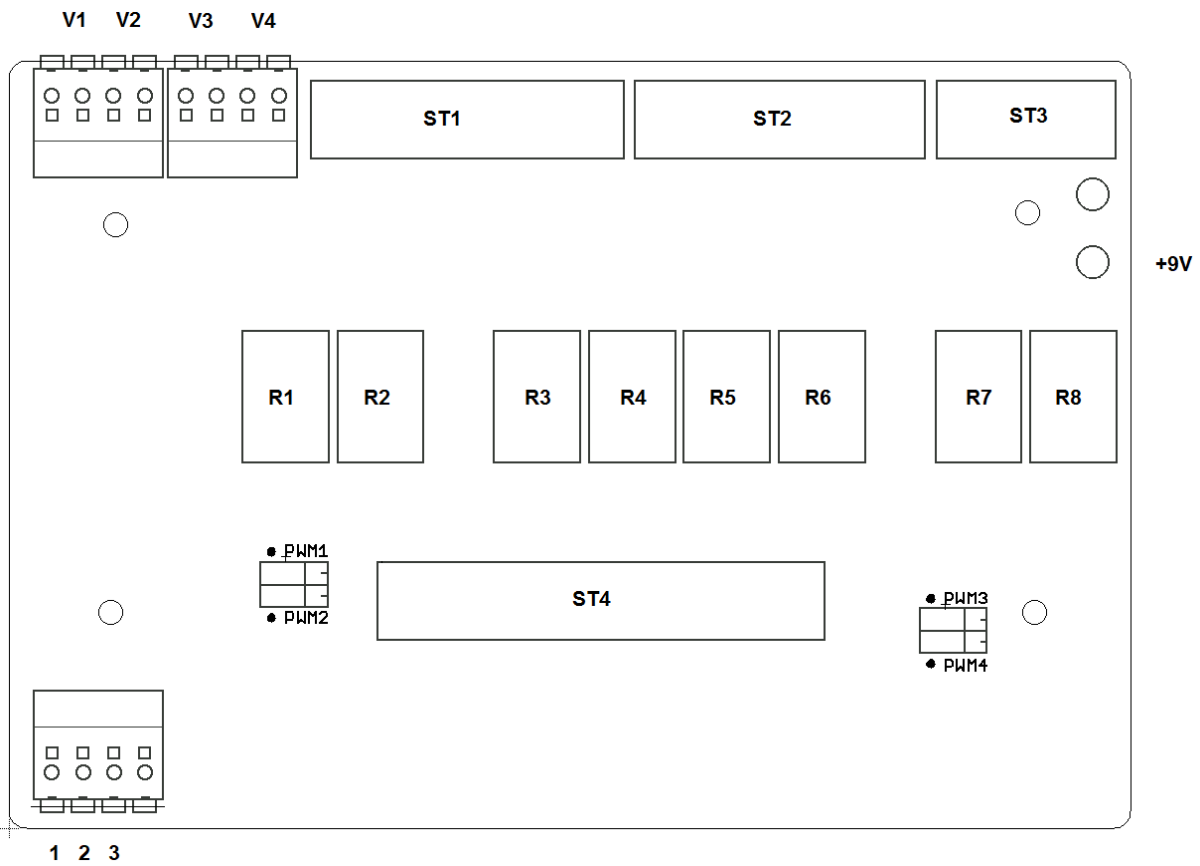 V1 V2 V3 V4
ST1 ST2 ST3
+9V
R1 R2 R3 R4 R5 R6 R7 R8
PWM1
PWM2
ST4
PWM3
PWM4
1 2 3